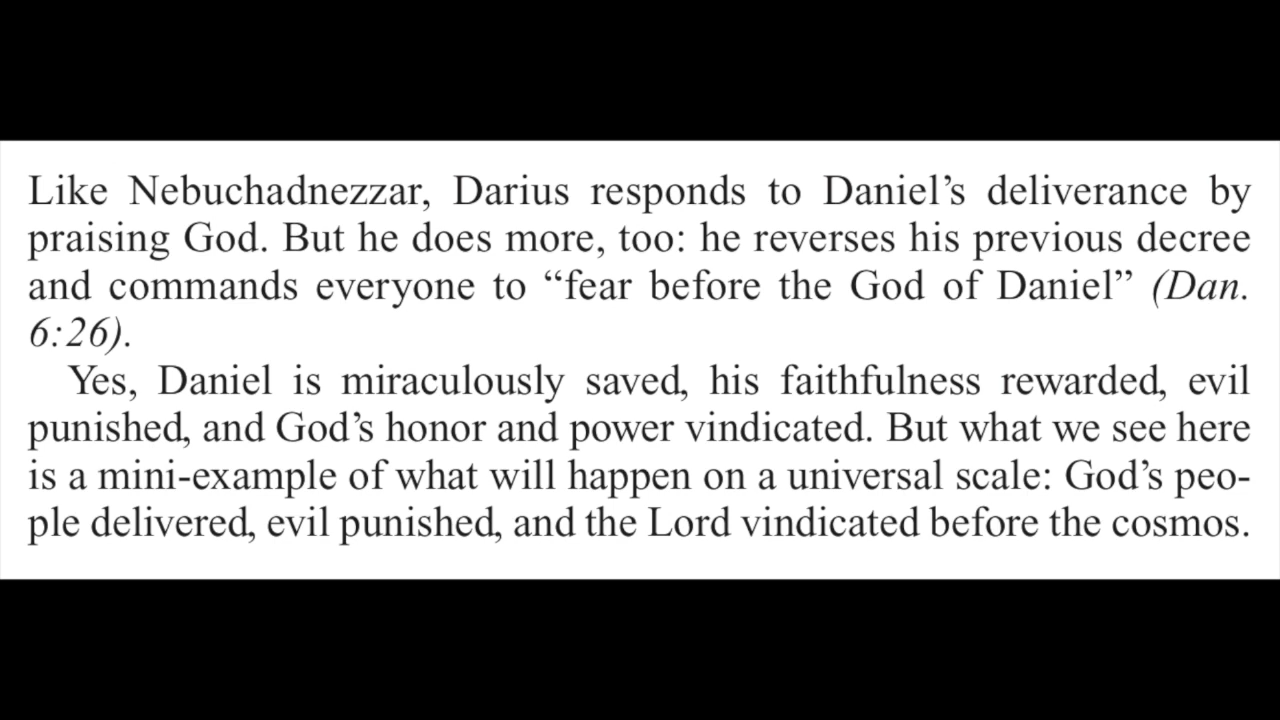 Like Nebuchadnezzar, Darius responds to Daniel’s deliverance by
praising God. But he does more, too: he reverses his previous decree
and commands everyone to “fear before the God of Daniel” (Dan.
6:26).
Yes, Daniel is miraculously saved, his faithfulness rewarded, evil
punished, and God’s honor and power vindicated. But what we see here
is a mini-example of what will happen on a universal scale: God’s peo-
ple delivered, evil punished, and the Lord vindicated before the cosmos.